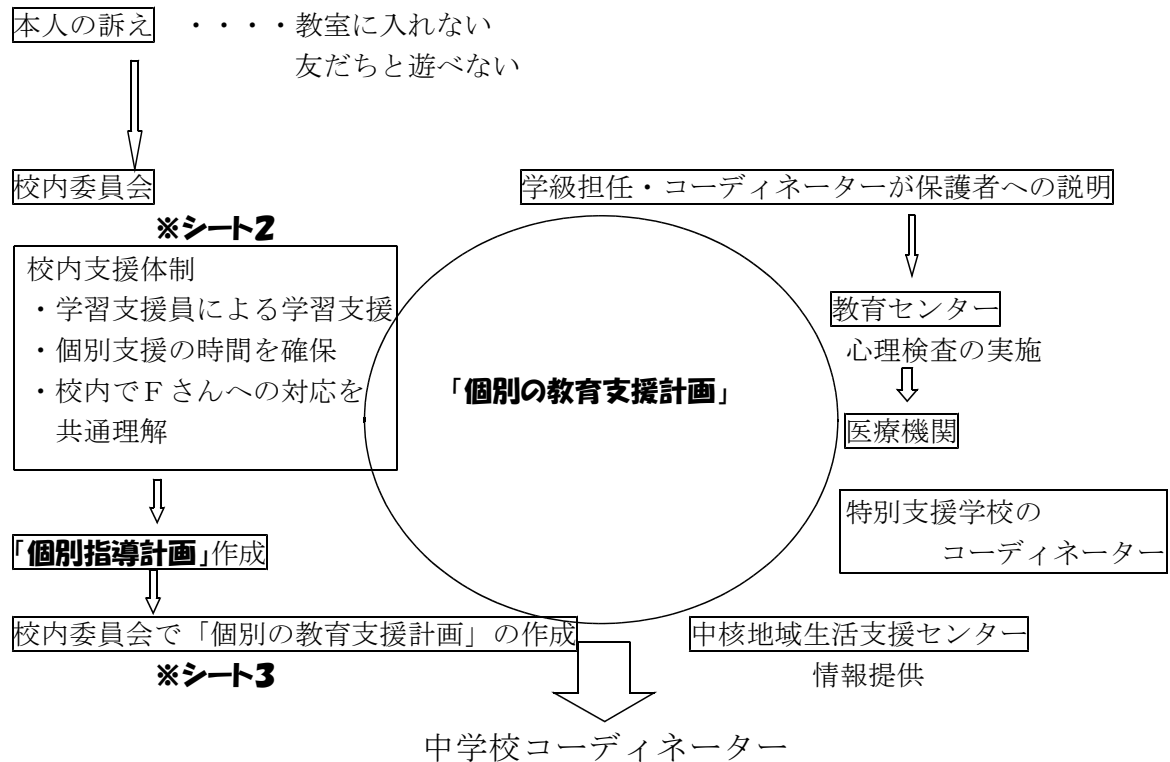 本人の訴え ・・・・教室に入れない
友だちと遊べない
校内委員会
※シート2
校内支援体制
・学習支援員による学習支援
・個別支援の時間を確保
・校内でＦさんへの対応を
共通理解
「個別指導計画」作成
校内委員会で「個別の教育支援計画」の作成
※シート3
「個別の教育支援計画」
学級担任・コーディネーターが保護者への説明
教育センター
心理検査の実施
医療機関
特別支援学校の
コーディネーター
中核地域生活支援センター
情報提供
中学校コーディネーター